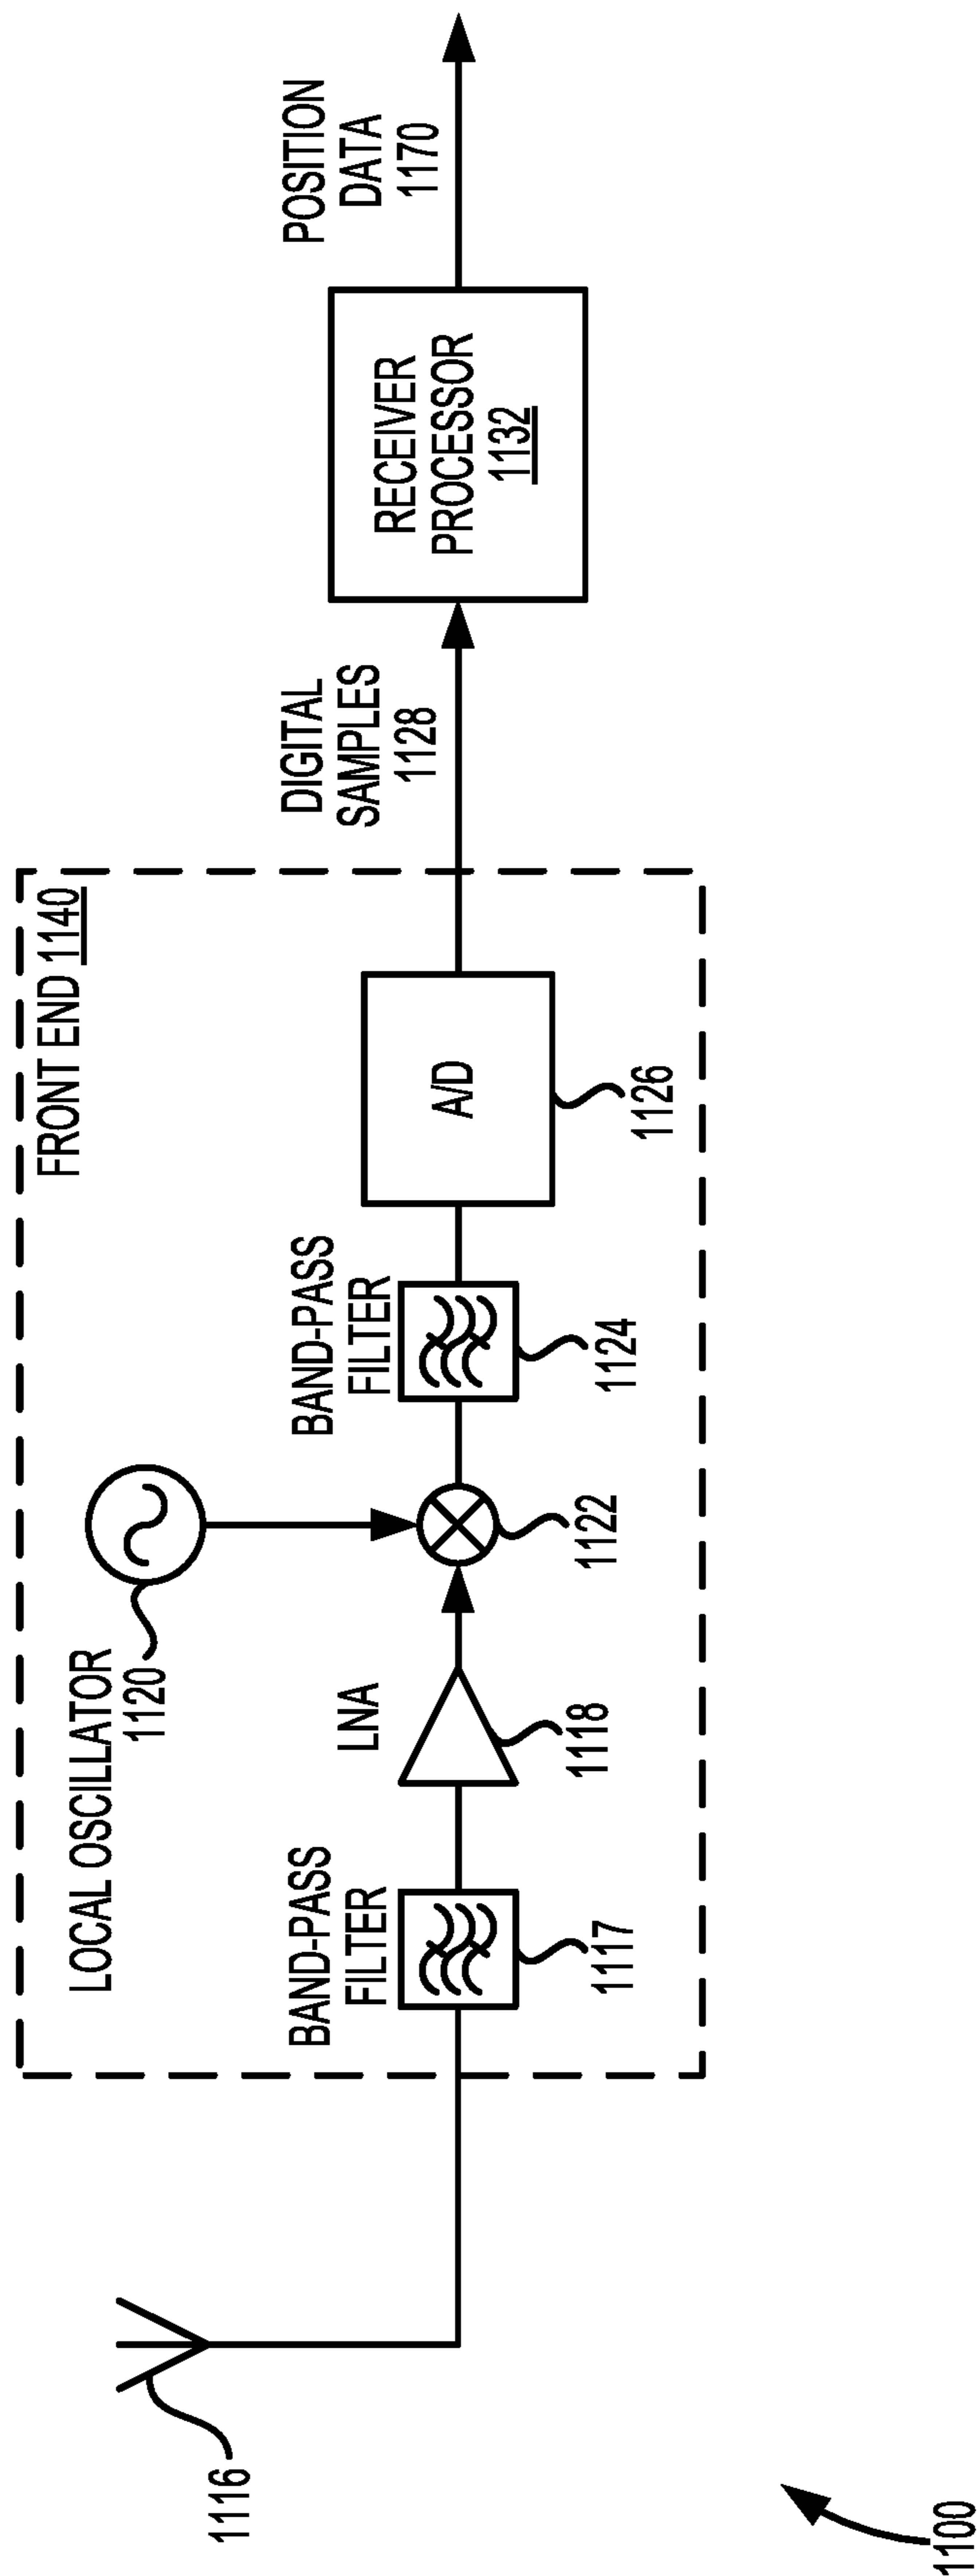 FRONT END 1140
LOCAL OSCILLATOR
1120
BAND-PASS
FILTER
1117
LNA
1118
1122
BAND-PASS
FILTER
1124
A/D
1126
DIGITAL
SAMPLES
1128
RECEIVER
PROCESSOR
1132
POSITION
DATA
1170
1116
1100